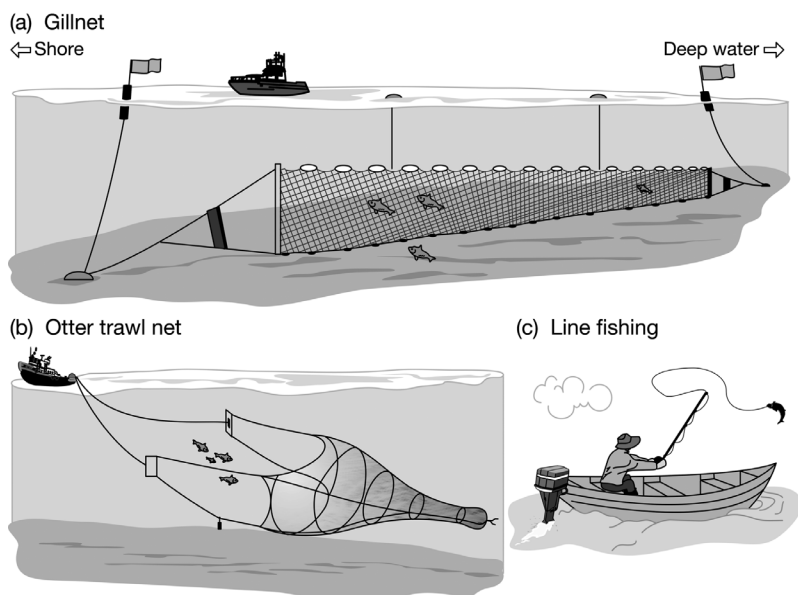 (a) Gillnet
⇦ Shore
Deep water ⇨
(b) Otter trawl net
(c) Line fishing